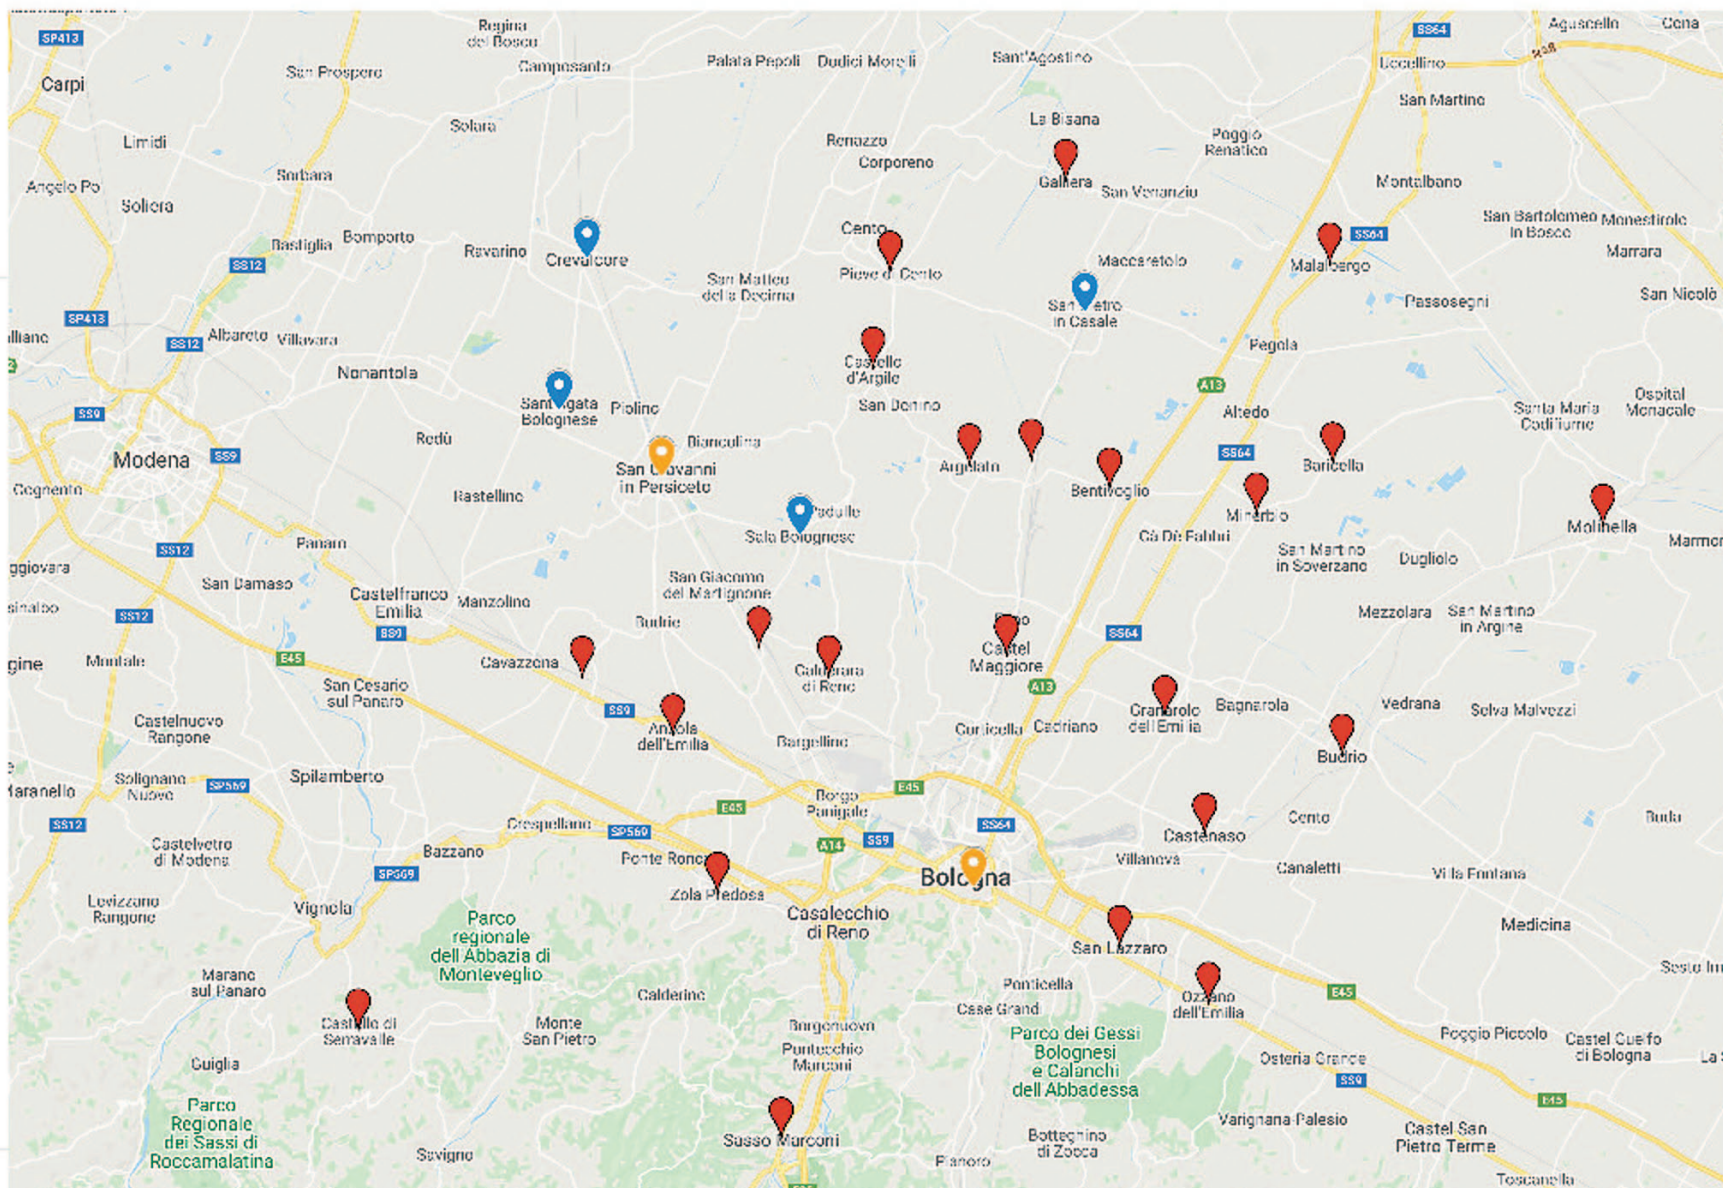 Regina
del Bosco
SP413
SS64
Aguscello
Cona
Carpi
San Prospero
Camposanto
Palata Pepoli
Dodici Morelli
Sant'Agostino
Uccellino
San Martino
Limidi
Solara
Renazzo
Corporeno
La Bisana
Poggio
Renatico
Angelo Po
Sorbara
Soliera
Galliera
San Venanzio
Montalbano
Bastiglia
Bomporto
Ravarino
Crevalcore
Cento
Pieve di Cento
San Bartolomeo
in Bosco
Monestirolo
Marrara
SS64
Malalbergo
SS12
San Matteo
della Decima
Maccaretolo
San Pietro
in Casale
Passosegni
San Nicolò
SP413
Albareto
Villavara
SS12
Pegola
Nonantola
Castello
d'Argile
San Donino
A13
Altedo
Santa Maria
Codifiume
Ospital
Monacale
SS9
Sant'Agata
Bolognese
Piolino
Redù
Biancolina
Modena
SS9
San Giovanni
in Persiceto
Argelato
Bentivoglio
SS64
Baricella
Cognento
Rastellino
Padulle
Sala Bolognese
Minerbio
Molinella
SS12
Panaro
Cà De Fabbri
San Martino
in Soverzano
Dugliolo
ggiovara
San Damaso
Castelfranco
Emilia
Manzolino
San Giacomo
del Martignone
SS12
SS9
Budrie
SS64
Mezzolara
San Martino
in Argine
E45
Montale
Cavazzona
Calderara
di Reno
Castel
Maggiore
San Cesario
sul Panaro
A13
SS9
Anzola
dell'Emilia
Bargellino
Corticella
Cadriano
Granarolo
dell'Emilia
Bagnarola
Vedrana
Selva Malvezzi
Castelnuovo
Rangone
Budrio
Solignano
Nuovo
Spilamberto
SP569
Maranello
SS12
E45
E45
Borgo
Panigale
SS64
Castenaso
Cento
Buda
Crespellano
SP569
SS9
A14
Castelvetro
di Modena
Bazzano
SP569
Zola Predosa
Bologna
Villanova
Canaletti
Villa Fontana
Levizzano
Rangone
Vignola
Parco
regionale
dell'Abbazia di
Monteveglio
Casalecchio
di Reno
San Lazzaro
Medicina
Marano
sul Panaro
Calderino
Ponticella
Case Grandi
Ozzano
dell'Emilia
E45
Castello di
Serravalle
Monte
San Pietro
Borgonuovo
Pontecchio
Marconi
Parco dei Gessi
Bolognesi
e Calanchi
dell'Abbadessa
Poggio Piccolo
Castel Guelfo
di Bologna
Guiglia
Osteria Grande
SS9
E45
Parco
Regionale
dei Sassi di
Roccamalatina
Sasso Marconi
Varignana-Palesio
Castel San
Pietro Terme
Savigno
Botteghino
di Zocca
Pianoro
Toscanella